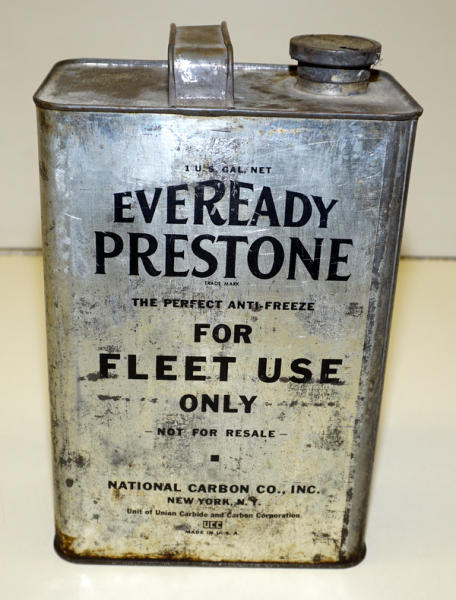 1 U.S. GAL. NET
EVEREADY
PRESTONE
TRADE MARK
THE PERFECT ANTI-FREEZE
FOR
FLEET USE
ONLY
- NOT FOR RESALE -
NATIONAL CARBON CO., INC.
NEW YORK, N.Y.
Unit of Union Carbide and Carbon Corporation
UCC
MADE IN U.S.A.